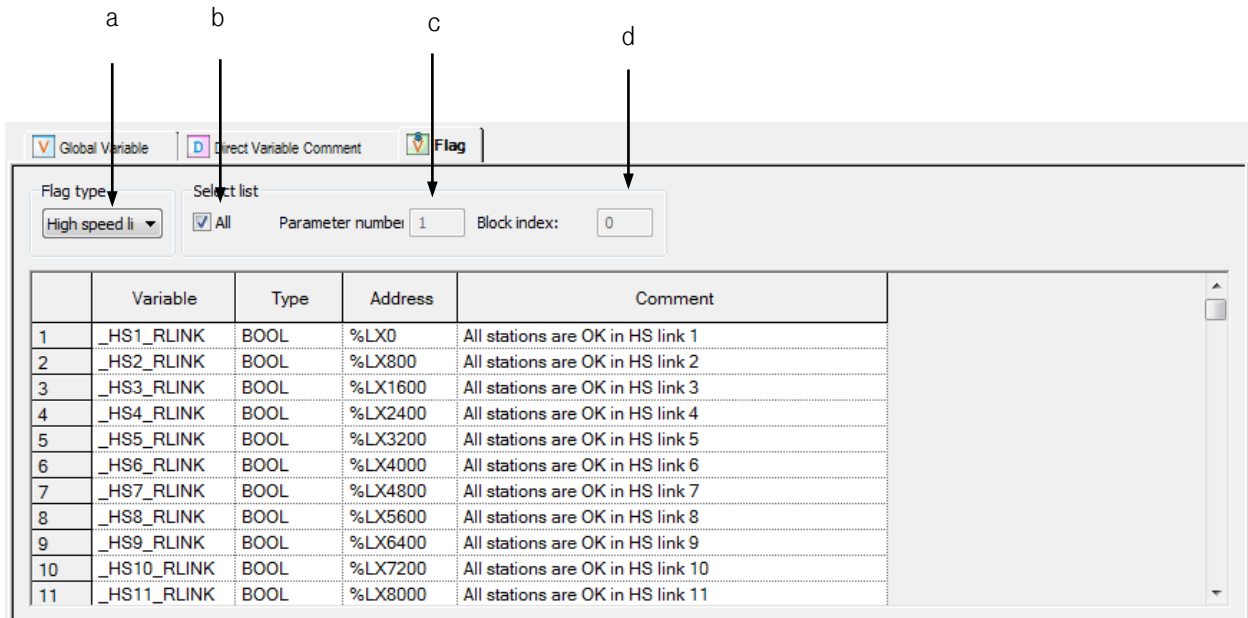 a b c d
Global Variable Direct Variable Comment Flag
Flag type Select list
High speed li All Parameter number 1 Block index: 0
Variable Type Address Comment
1 _HS1_RLINK BOOL %LX0 All stations are OK in HS link 1
2 _HS2_RLINK BOOL %LX800 All stations are OK in HS link 2
3 _HS3_RLINK BOOL %LX1600 All stations are OK in HS link 3
4 _HS4_RLINK BOOL %LX2400 All stations are OK in HS link 4
5 _HS5_RLINK BOOL %LX3200 All stations are OK in HS link 5
6 _HS6_RLINK BOOL %LX4000 All stations are OK in HS link 6
7 _HS7_RLINK BOOL %LX4800 All stations are OK in HS link 7
8 _HS8_RLINK BOOL %LX5600 All stations are OK in HS link 8
9 _HS9_RLINK BOOL %LX6400 All stations are OK in HS link 9
10 _HS10_RLINK BOOL %LX7200 All stations are OK in HS link 10
11 _HS11_RLINK BOOL %LX8000 All stations are OK in HS link 11